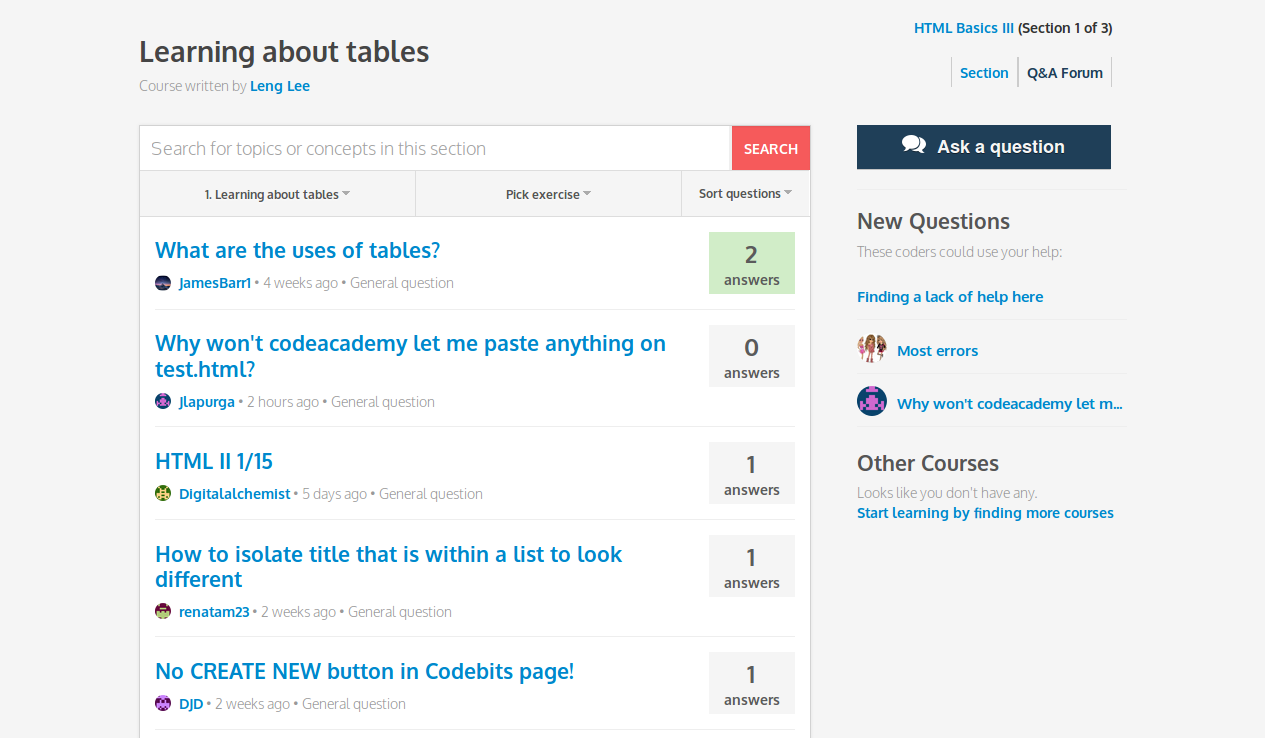 HTML Basics III (Section 1 of 3)
Learning about tables
Course written by Leng Lee
Section
Q&A Forum
Search for topics or concepts in this section
SEARCH
1. Learning about tables
Pick exercise
Sort questions
What are the uses of tables?
JamesBarr1 • 4 weeks ago • General question
2
answers
Why won't codeacademy let me paste anything on
test.html?
Jlapurga • 2 hours ago • General question
0
answers
HTML II 1/15
Digitalalchemist • 5 days ago • General question
1
answers
How to isolate title that is within a list to look
different
renatam23 • 2 weeks ago • General question
1
answers
No CREATE NEW button in Codebits page!
DJD • 2 weeks ago • General question
1
answers
Ask a question
New Questions
These coders could use your help:
Finding a lack of help here
Most errors
Why won't codeacademy let m...
Other Courses
Looks like you don't have any.
Start learning by finding more courses